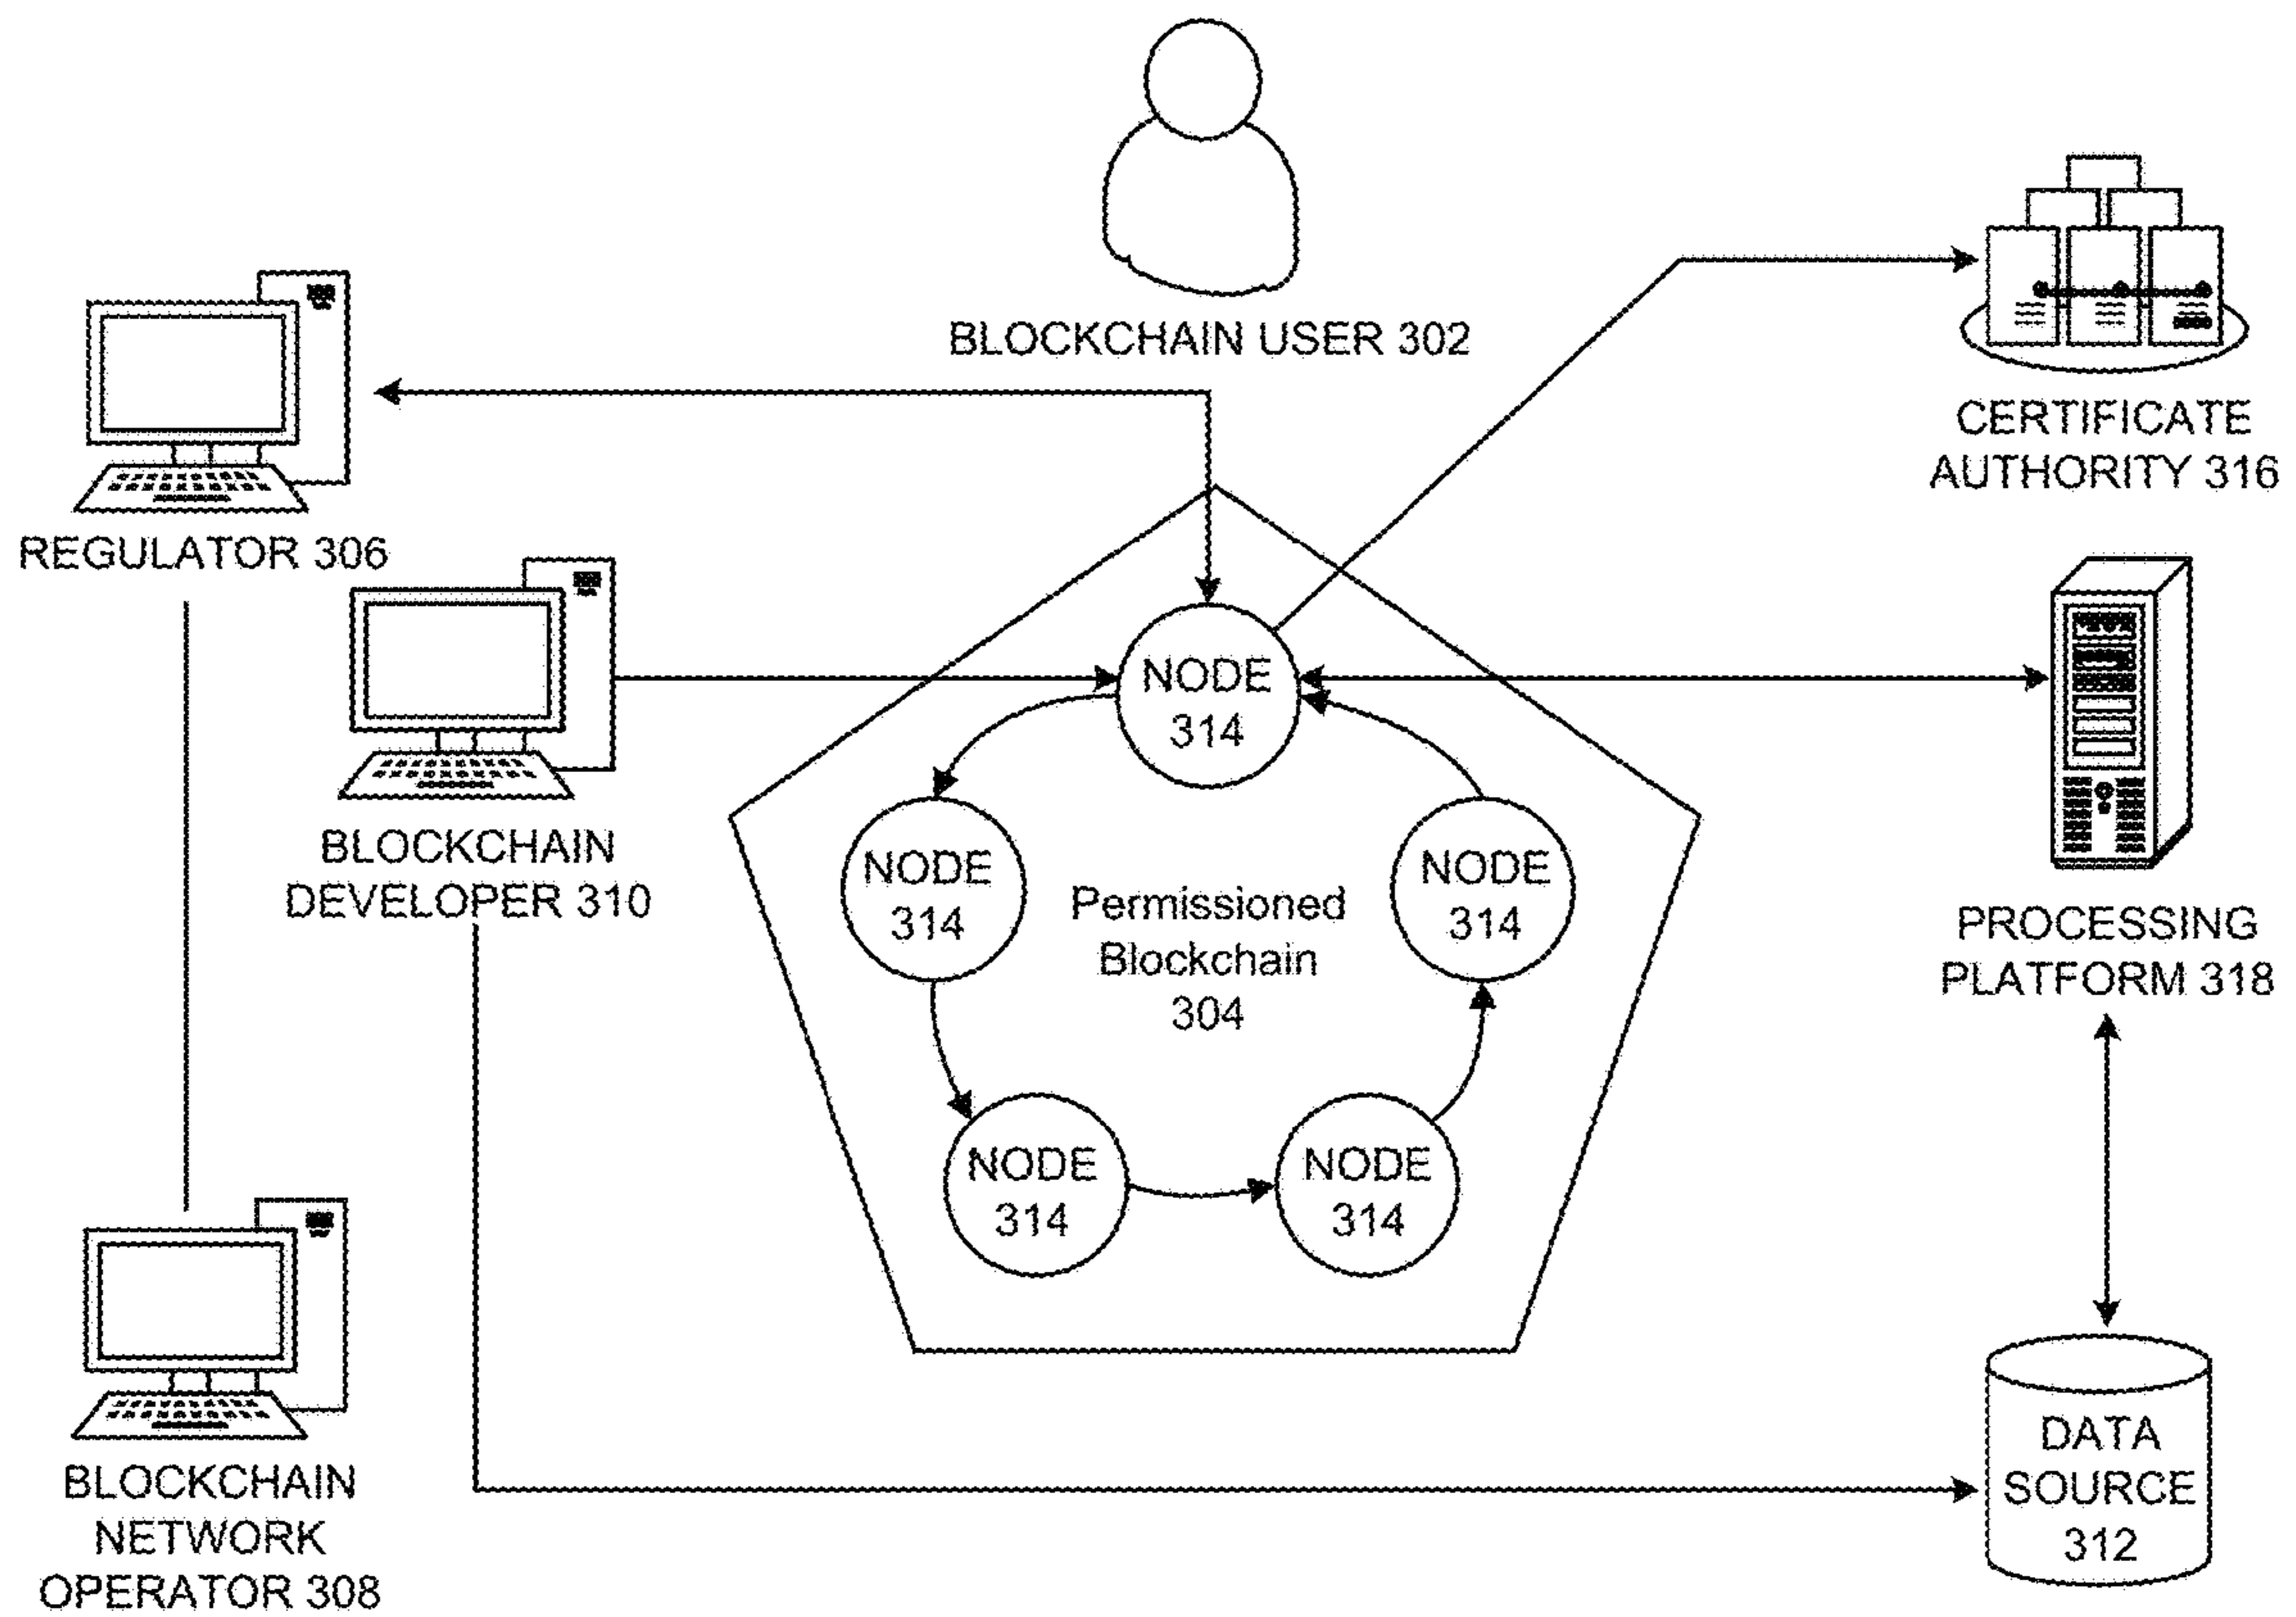 BLOCKCHAIN USER 302
CERTIFICATE
AUTHORITY 316
REGULATOR 306
BLOCKCHAIN
DEVELOPER 310
NODE
314
NODE
314
Permissioned
Blockchain
304
NODE
314
PROCESSING
PLATFORM 318
NODE
314
NODE
314
BLOCKCHAIN
NETWORK
OPERATOR 308
DATA
SOURCE
312